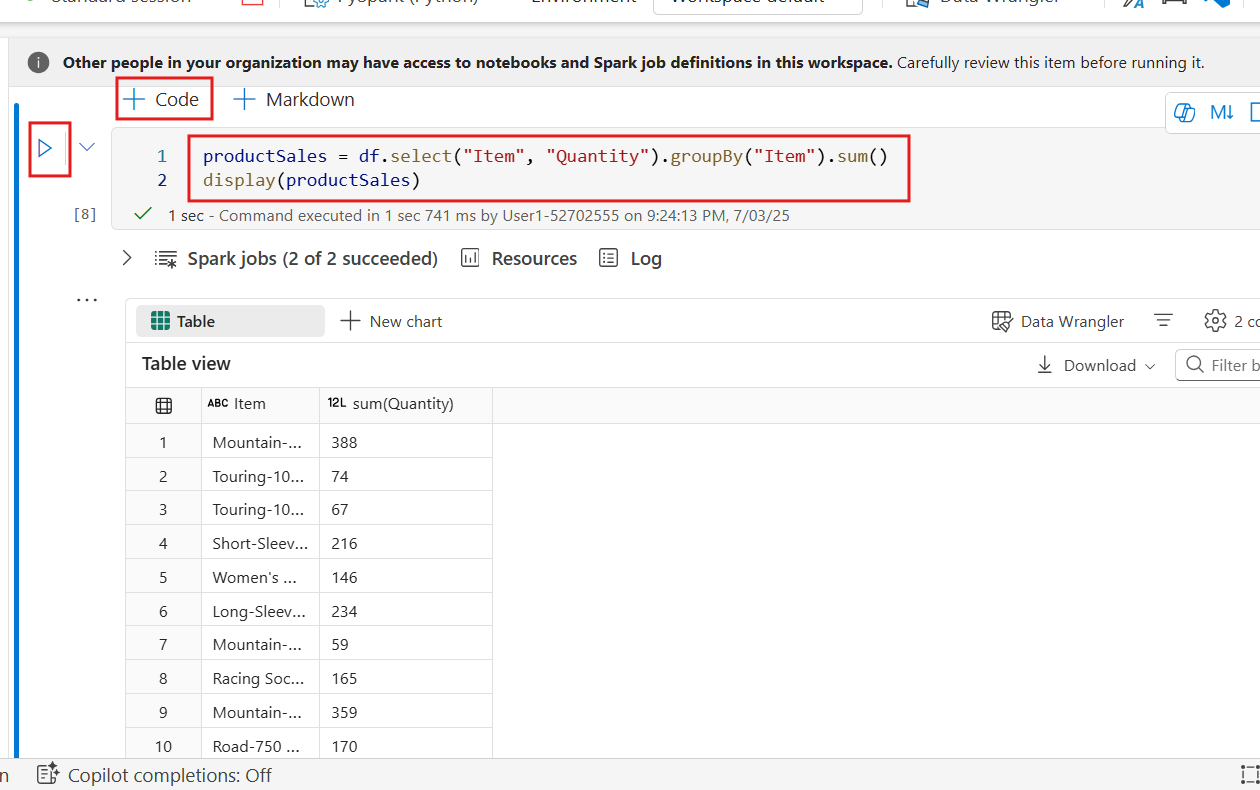 Standard session PySpark (Python) Environment Workspace default Data Wrangler
Other people in your organization may have access to notebooks and Spark job definitions in this workspace. Carefully review this item before running it.
Code Markdown
M↓
1 productSales = df.select("Item", "Quantity").groupBy("Item").sum()
2 display(productSales)
[8] 1 sec - Command executed in 1 sec 741 ms by User1-52702555 on 9:24:13 PM, 7/03/25
Spark jobs (2 of 2 succeeded) Resources Log
Table New chart Data Wrangler 2 co
Table view Download Filter b
ABC Item 12L sum(Quantity)
1 Mountain-... 388
2 Touring-10... 74
3 Touring-10... 67
4 Short-Sleev... 216
5 Women's ... 146
6 Long-Sleev... 234
7 Mountain-... 59
8 Racing Soc... 165
9 Mountain-... 359
10 Road-750 ... 170
n Copilot completions: Off